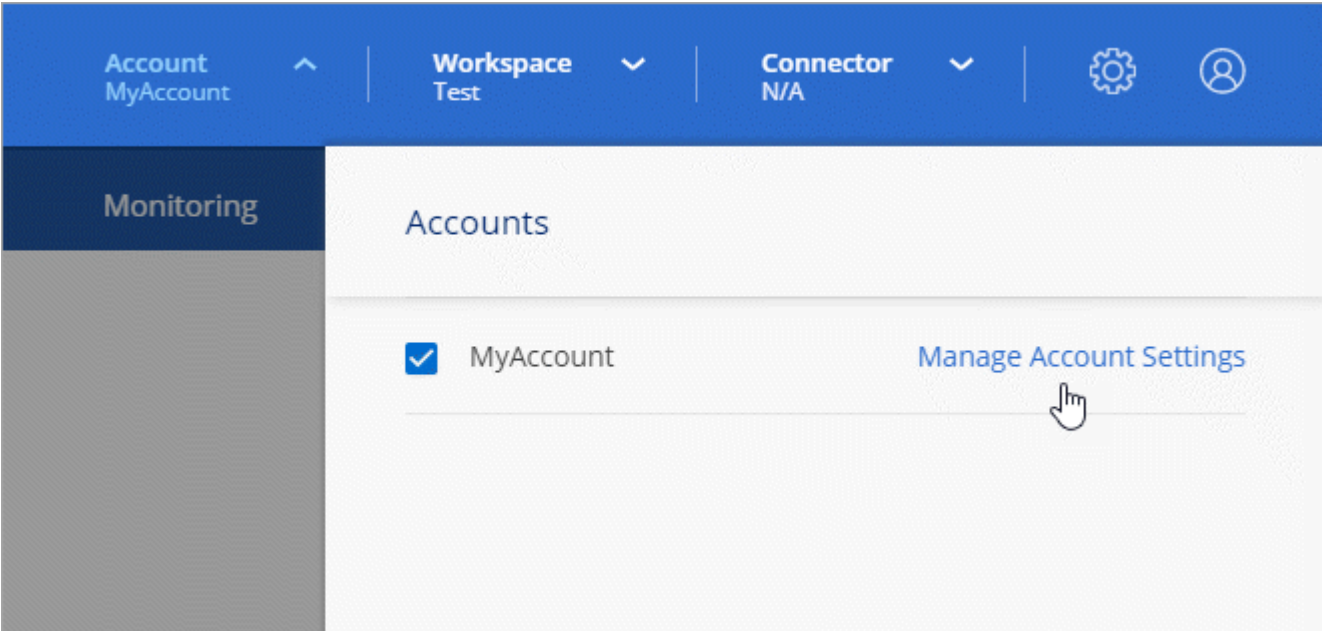 Account
MyAccount
Workspace
Test
Connector
N/A
Monitoring
Accounts
MyAccount
Manage Account Settings